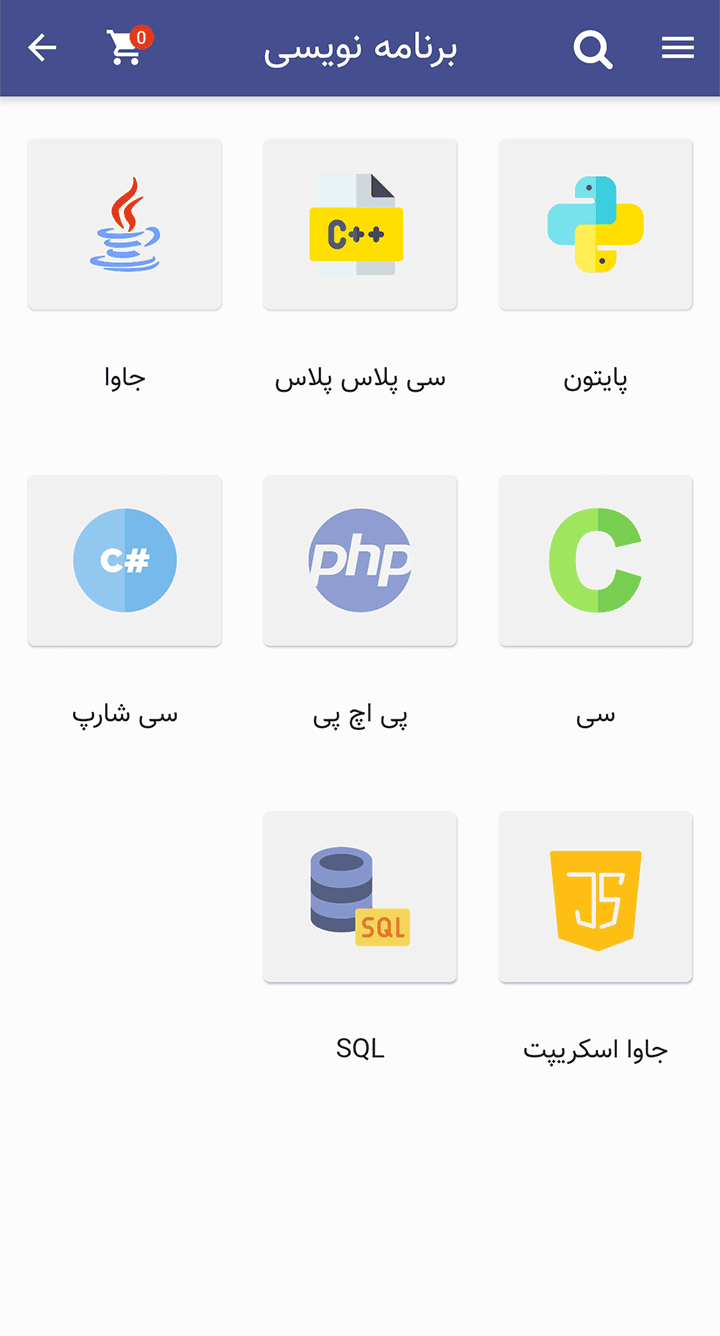 برنامه نویسی
0
C++
پایتون
سی پلاس پلاس
جاوا
C
php
C#
سی
پی اچ پی
سی شارپ
JS
SQL
جاوا اسکریپت
SQL